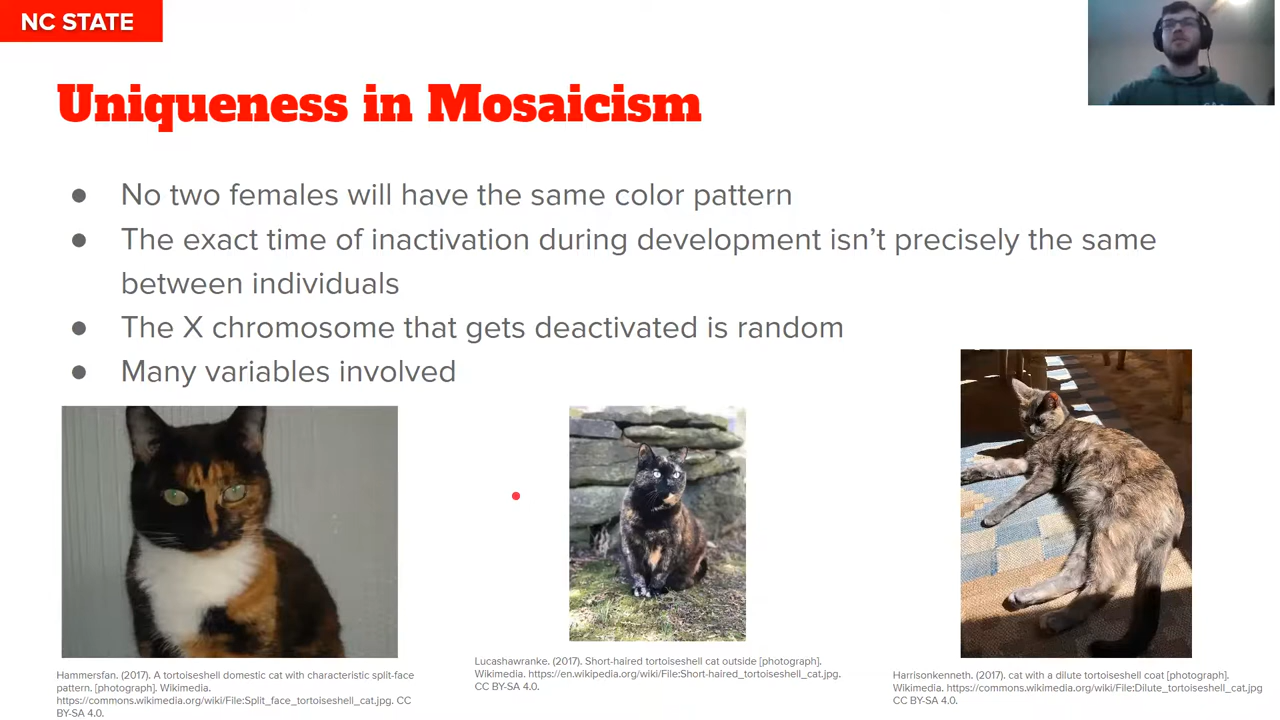 NC STATE
Uniqueness in Mosaicism
● No two females will have the same color pattern
● The exact time of inactivation during development isn’t precisely the same
between individuals
● The X chromosome that gets deactivated is random
● Many variables involved
Hammersfan. (2017). A tortoiseshell domestic cat with characteristic split-face
pattern. [photograph]. Wikimedia.
https://commons.wikimedia.org/wiki/File:Split_face_tortoiseshell_cat.jpg. CC
BY-SA 4.0.
Lucashawranke. (2017). Short-haired tortoiseshell cat outside [photograph].
Wikimedia. https://en.wikipedia.org/wiki/File:Short-haired_tortoiseshell_cat.jpg.
CC BY-SA 4.0.
Harrisonkenneth. (2017). cat with a dilute tortoiseshell coat [photograph].
Wikimedia. https://commons.wikimedia.org/wiki/File:Dilute_tortoiseshell_cat.jpg
CC BY-SA 4.0.